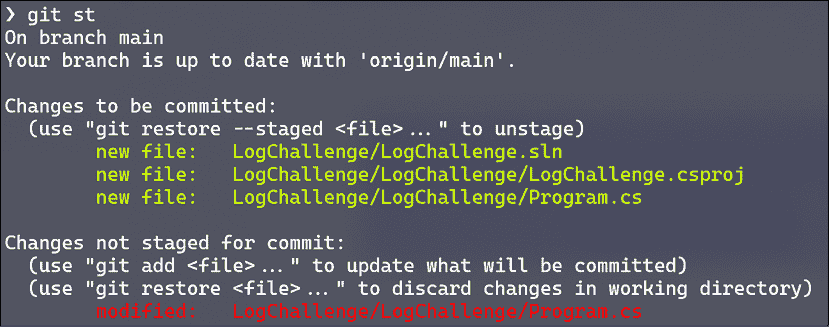 ❯ git st
On branch main
Your branch is up to date with 'origin/main'.
Changes to be committed:
(use "git restore --staged <file>..." to unstage)
new file: LogChallenge/LogChallenge.sln
new file: LogChallenge/LogChallenge/LogChallenge.csproj
new file: LogChallenge/LogChallenge/Program.cs
Changes not staged for commit:
(use "git add <file>..." to update what will be committed)
(use "git restore <file>..." to discard changes in working directory)
modified: LogChallenge/LogChallenge/Program.cs